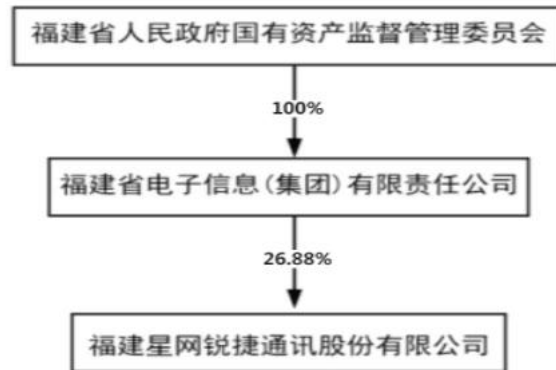 福建省人民政府国有资产监督管理委员会
100%
福建省电子信息(集团)有限责任公司
26.88%
福建星网锐捷通讯股份有限公司